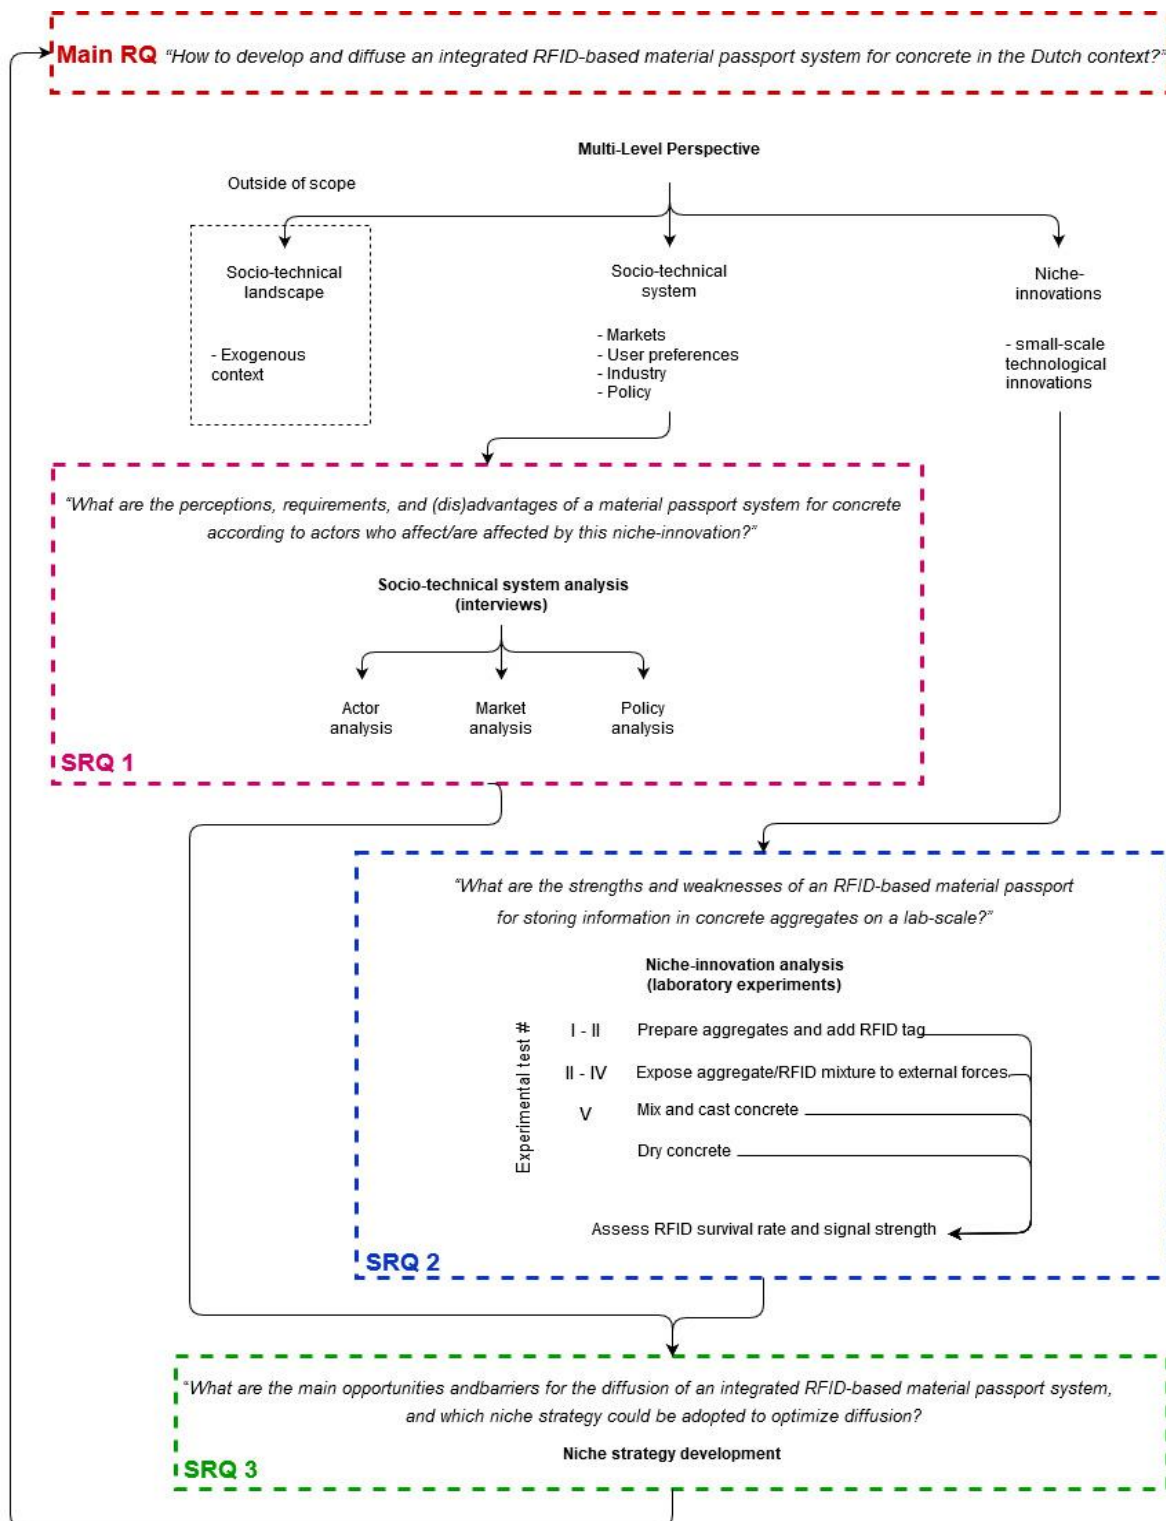 Main RQ "How to develop and diffuse an integrated RFID-based material passport system for concrete in the Dutch context?"
Multi-Level Perspective
Outside of scope
Socio-technical
landscape
- Exogenous
context
Socio-technical
system
- Markets
- User preferences
- Industry
- Policy
Niche-
innovations
- small-scale
technological
innovations
"What are the perceptions, requirements, and (dis)advantages of a material passport system for concrete
according to actors who affect/are affected by this niche-innovation?"
Socio-technical system analysis
(interviews)
Actor
analysis
Market
analysis
Policy
analysis
SRQ 1
"What are the strengths and weaknesses of an RFID-based material passport
for storing information in concrete aggregates on a lab-scale?"
Niche-innovation analysis
(laboratory experiments)
Experimental test #
I - II Prepare aggregates and add RFID tag
II - IV Expose aggregate/RFID mixture to external forces
V Mix and cast concrete
Dry concrete
Assess RFID survival rate and signal strength
SRQ 2
"What are the main opportunities andbarriers for the diffusion of an integrated RFID-based material passport system,
and which niche strategy could be adopted to optimize diffusion?
Niche strategy development
SRQ 3